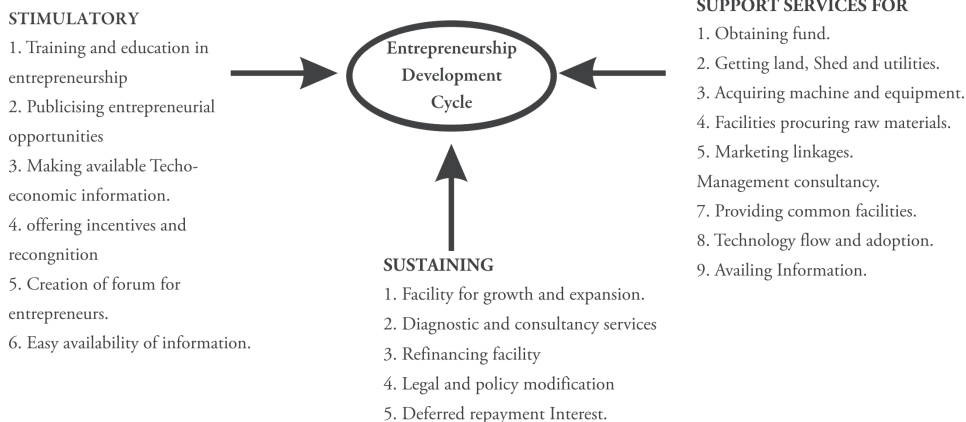 STIMULATORY
1. Training and education in
entrepreneurship
2. Publicising entrepreneurial
opportunities
3. Making available Techo-
economic information.
4. offering incentives and
recongnition
5. Creation of forum for
entrepreneurs.
6. Easy availability of information.
Entrepreneurship
Development
Cycle
SUSTAINING
1. Facility for growth and expansion.
2. Diagnostic and consultancy services
3. Refinancing facility
4. Legal and policy modification
5. Deferred repayment Interest.
SUPPORT SERVICES FOR
1. Obtaining fund.
2. Getting land, Shed and utilities.
3. Acquiring machine and equipment.
4. Facilities procuring raw materials.
5. Marketing linkages.
Management consultancy.
7. Providing common facilities.
8. Technology flow and adoption.
9. Availing Information.